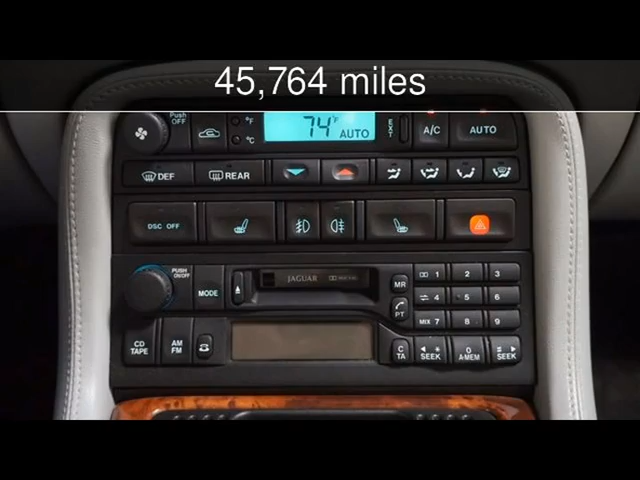 45,764 miles
Push
OFF
°F
°C
74°F
AUTO
EXT
A/C
AUTO
DEF
REAR
DSC OFF
PUSH
ON/OFF
MODE
JAGUAR
MR
1
2
3
PT
4
5
6
MIX 7
8
9
CD
TAPE
AM
FM
C
TA
SEEK
0
A-MEM
SEEK